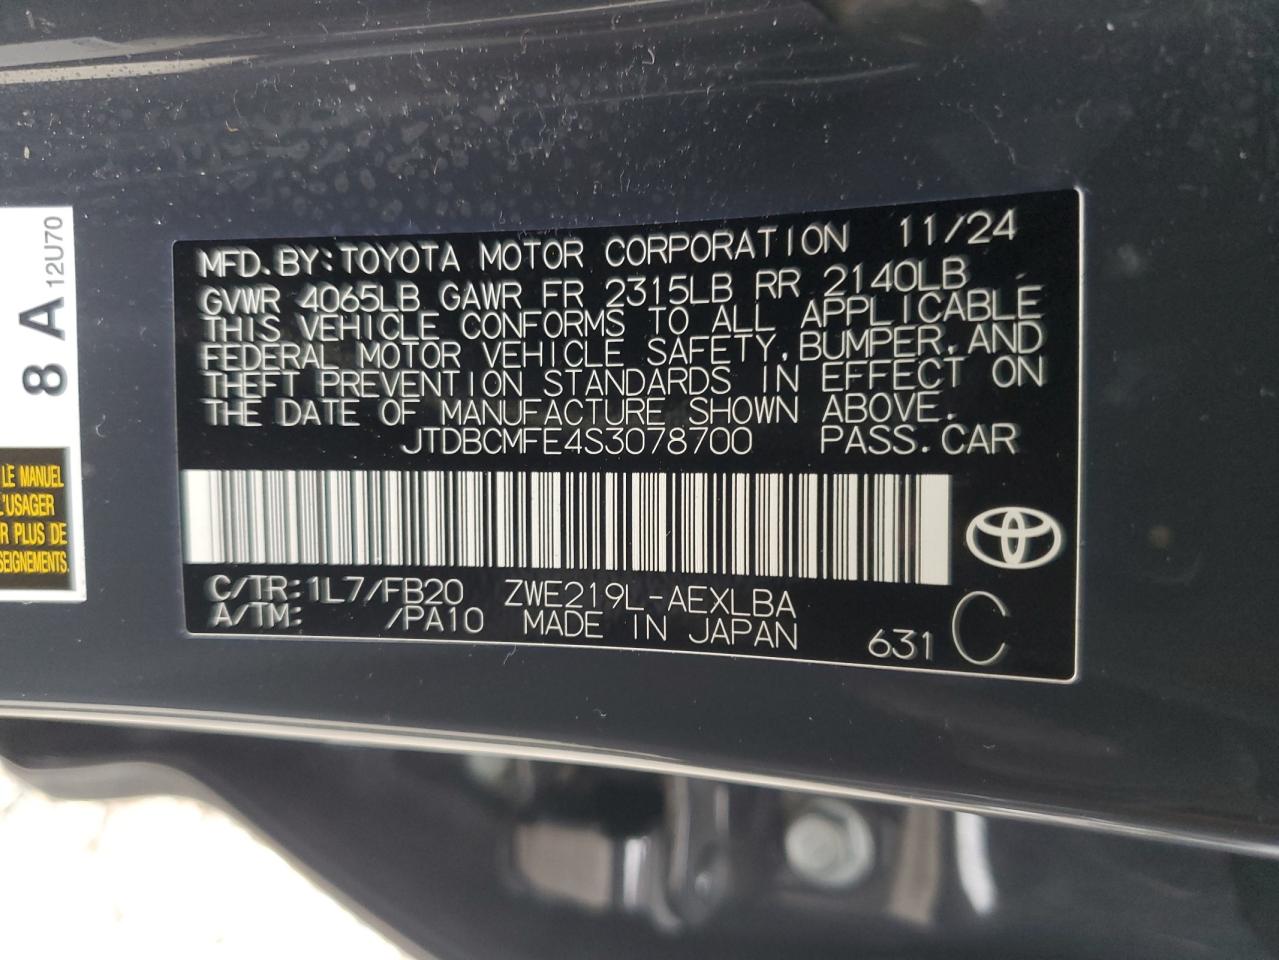 MFD.BY:TOYOTA MOTOR CORPORATION 11/24
GVWR 4065LB GAWR FR 2315LB RR 2140LB
THIS VEHICLE CONFORMS TO ALL APPLICABLE
FEDERAL MOTOR VEHICLE SAFETY,BUMPER,AND
THEFT PREVENTION STANDARDS IN EFFECT ON
THE DATE OF MANUFACTURE SHOWN ABOVE.
JTDBCMFE4S3078700 PASS.CAR
C/TR:1L7/FB20 ZWE219L-AEXLBA
A/TM: /PA10 MADE IN JAPAN 631 C
8 A 12U70
LE MANUEL
L'USAGER
R PLUS DE
SEIGNEMENTS.